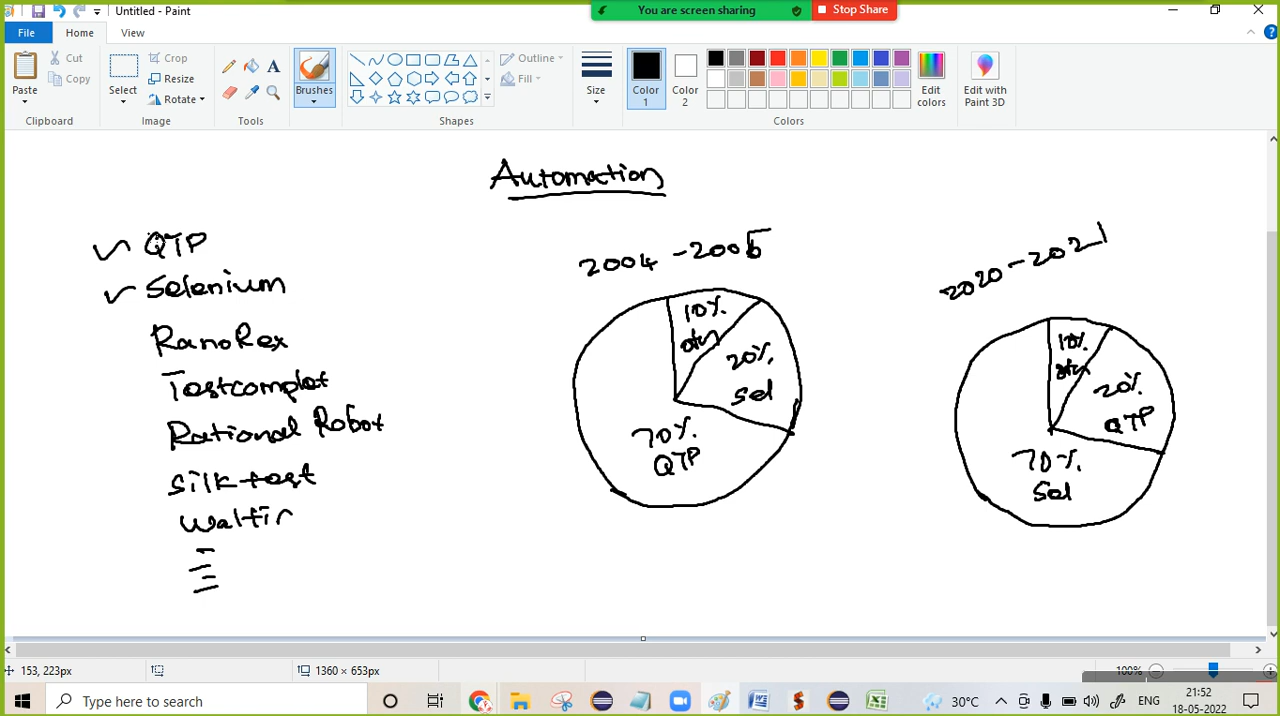 Untitled - Paint
You are screen sharing
Stop Share
File
Home
View
Paste
Cut
Copy
Clipboard
Select
Crop
Resize
Rotate
Image
A
Tools
Brushes
Outline
Fill
Shapes
Size
Color 1
Color 2
Edit colors
Edit with Paint 3D
Colors
Automation
QTP
Selenium
RanoRex
Testcomplet
Rational Robot
Silk test
Waltir
2004 - 2006
10%
20%
Sel
70%
QTP
2020 - 2021
10%
20%
QTP
70%
Sel
153, 223px
1360 × 653px
100%
Type here to search
30°C
ENG
21:52
18-05-2022